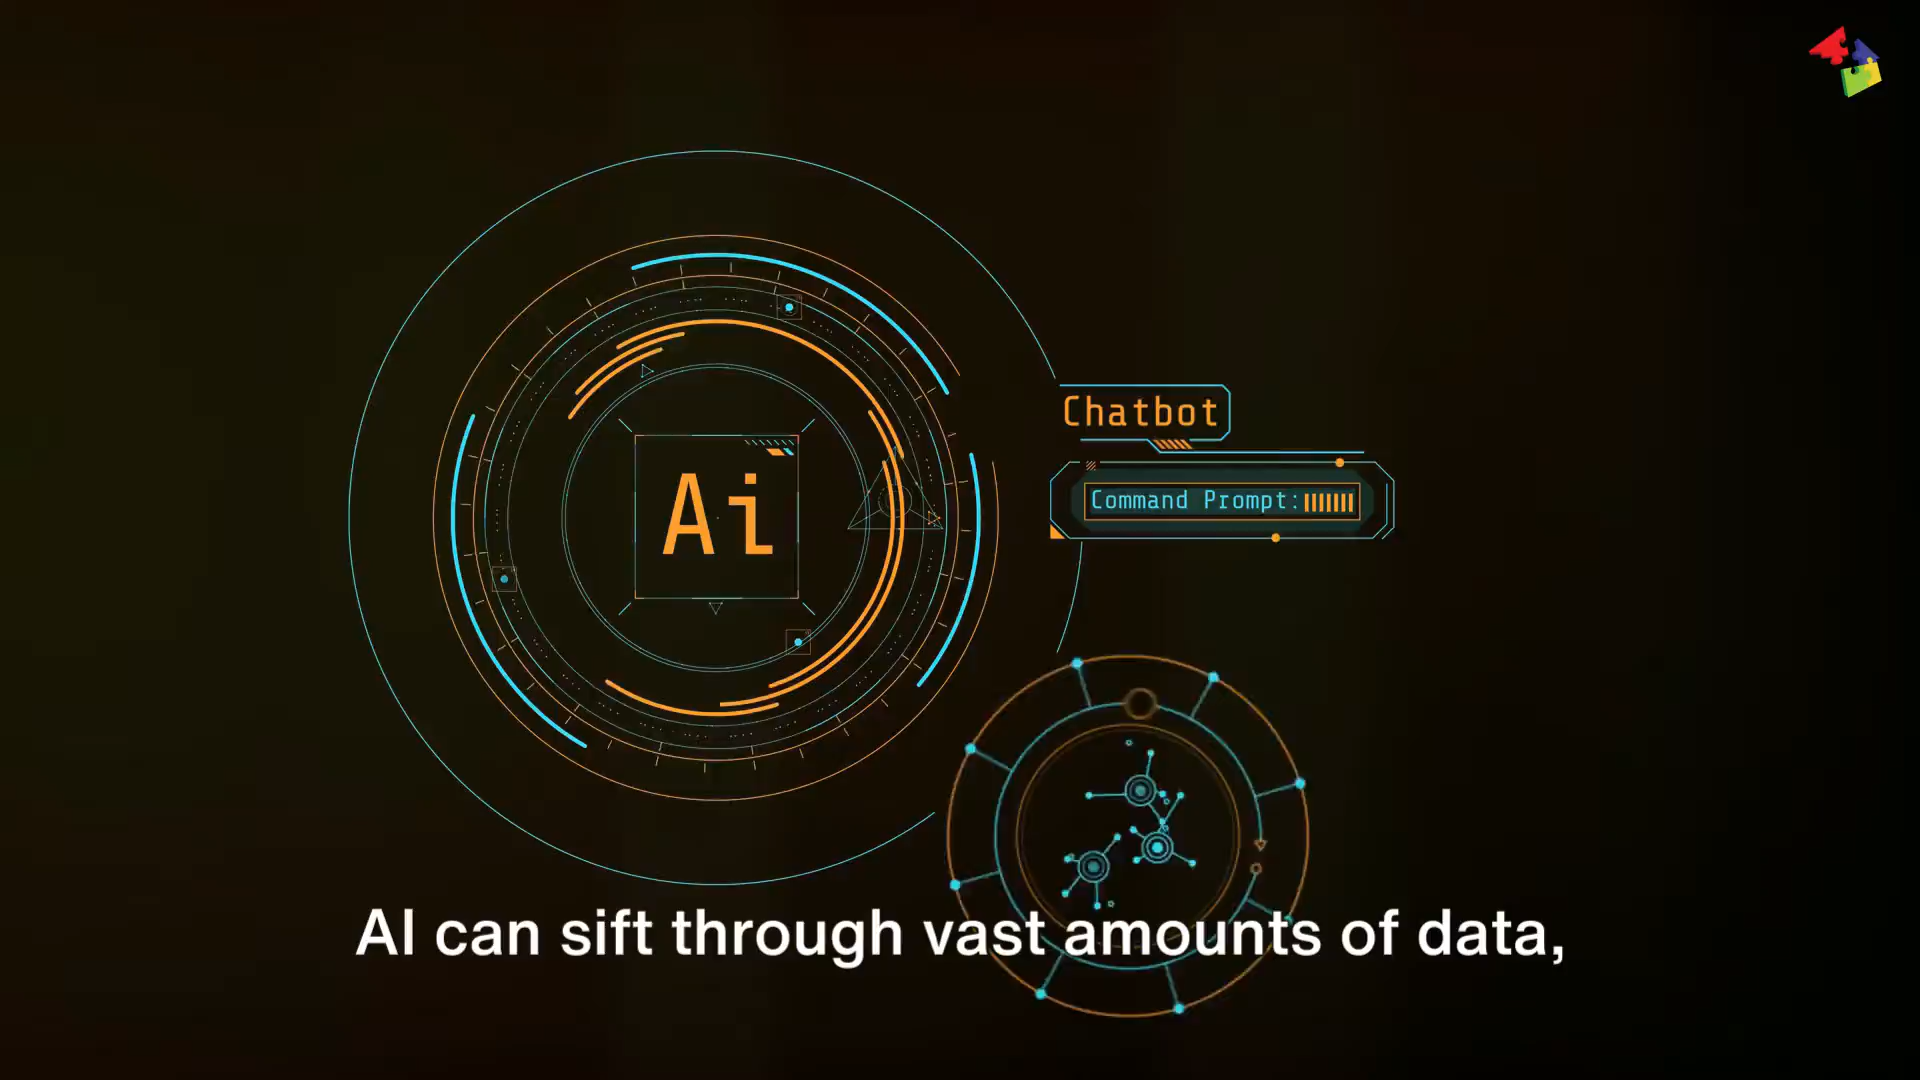 Chatbot
Ai
Command Prompt:
AI can sift through vast amounts of data,